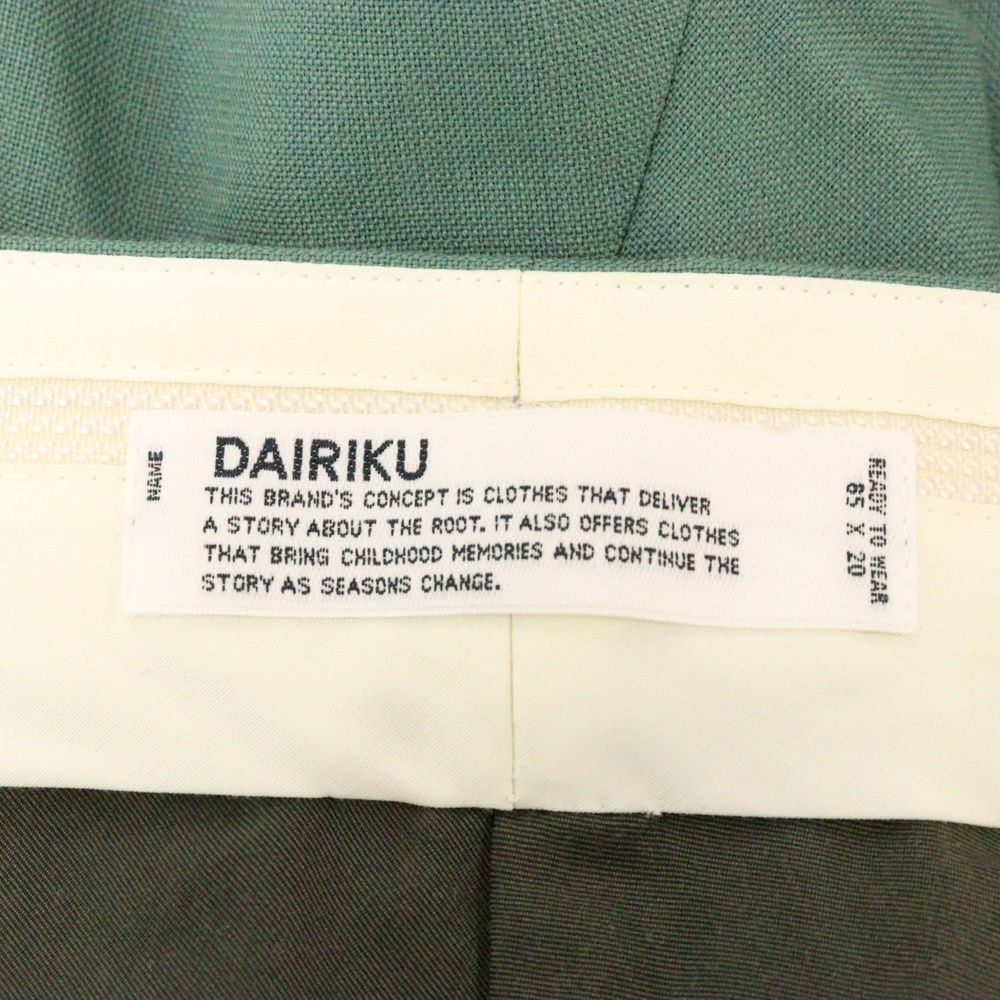 NAME
DAIRIKU
THIS BRAND'S CONCEPT IS CLOTHES THAT DELIVER
A STORY ABOUT THE ROOT. IT ALSO OFFERS CLOTHES
THAT BRING CHILDHOOD MEMORIES AND CONTINUE THE
STORY AS SEASONS CHANGE.
READY TO WEAR
65 X 20